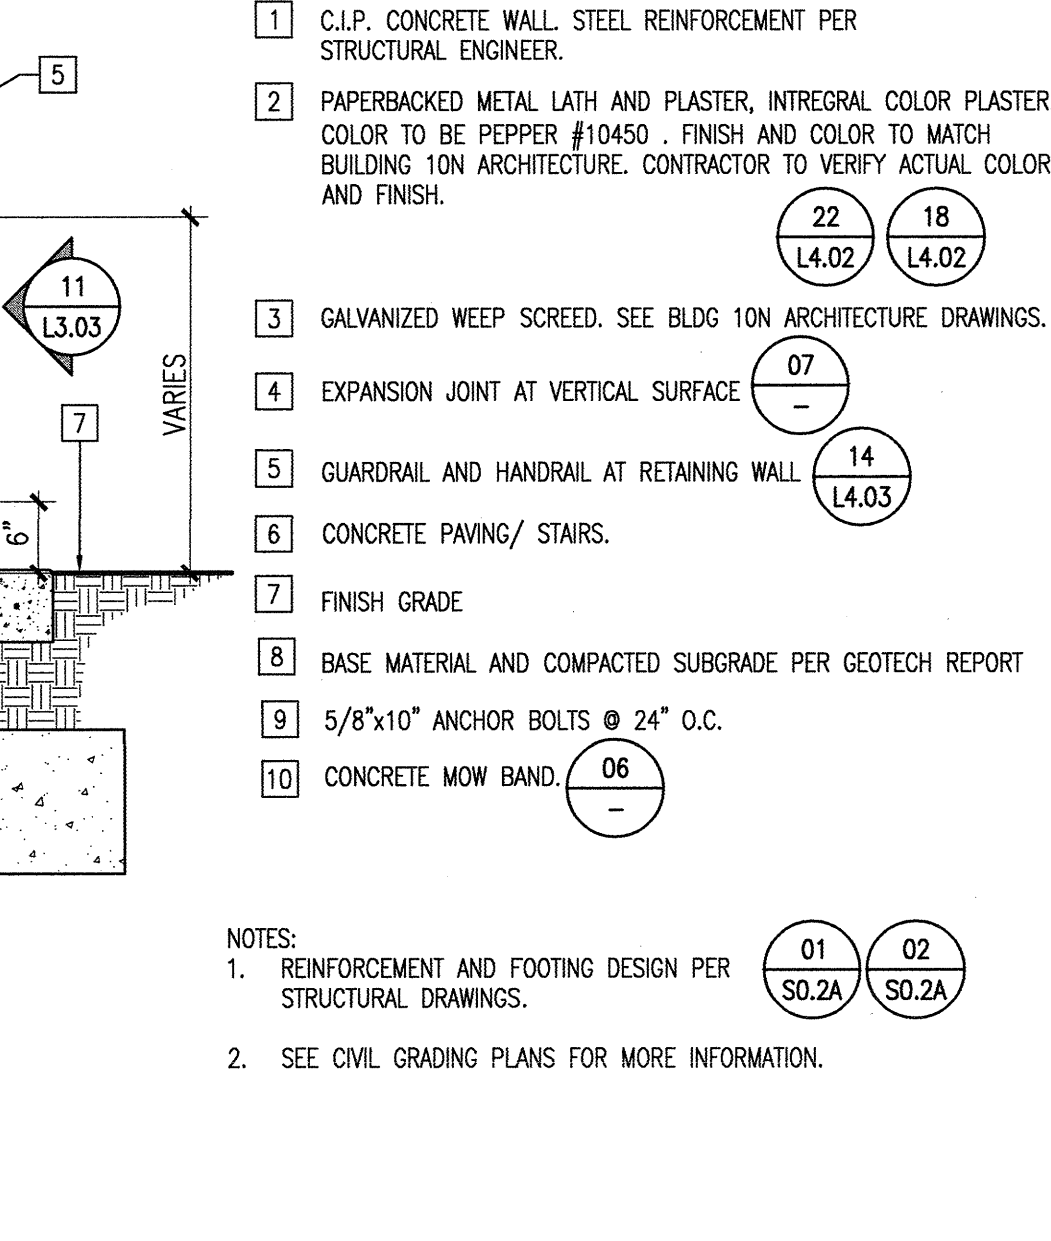 1 C.I.P. CONCRETE WALL. STEEL REINFORCEMENT PER
STRUCTURAL ENGINEER.
5
2 PAPERBACKED METAL LATH AND PLASTER, INTREGRAL COLOR PLASTER
COLOR TO BE PEPPER #10450 . FINISH AND COLOR TO MATCH
BUILDING 10N ARCHITECTURE. CONTRACTOR TO VERIFY ACTUAL COLOR
AND FINISH.
22
L4.02
18
L4.02
11
L3.03
VARIES
7
6"
3 GALVANIZED WEEP SCREED. SEE BLDG 10N ARCHITECTURE DRAWINGS.
4 EXPANSION JOINT AT VERTICAL SURFACE
07
–
5 GUARDRAIL AND HANDRAIL AT RETAINING WALL
14
L4.03
6 CONCRETE PAVING/ STAIRS.
7 FINISH GRADE
8 BASE MATERIAL AND COMPACTED SUBGRADE PER GEOTECH REPORT
9 5/8"x10" ANCHOR BOLTS @ 24" O.C.
10 CONCRETE MOW BAND.
06
–
NOTES:
1. REINFORCEMENT AND FOOTING DESIGN PER
STRUCTURAL DRAWINGS.
01
S0.2A
02
S0.2A
2. SEE CIVIL GRADING PLANS FOR MORE INFORMATION.